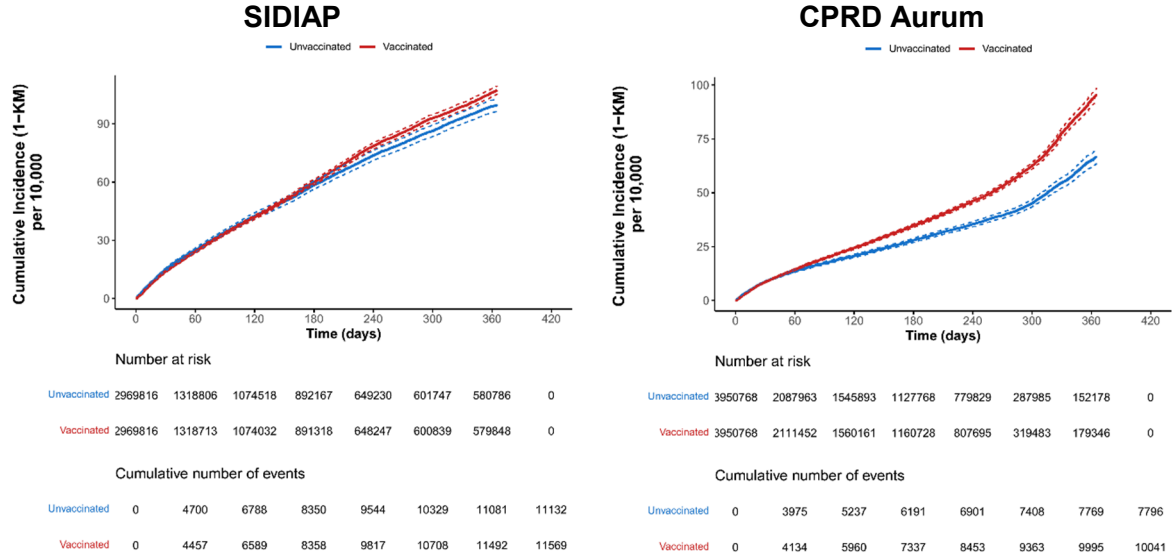 SIDIAP
Unvaccinated Vaccinated
Cumulative Incidence (1−KM)
per 10,000
90
60
30
0
0 60 120 180 240 300 360 420
Time (days)
Number at risk
Unvaccinated 2969816 1318806 1074518 892167 649230 601747 580786 0
Vaccinated 2969816 1318713 1074032 891318 648247 600839 579848 0
Cumulative number of events
Unvaccinated 0 4700 6788 8350 9544 10329 11081 11132
Vaccinated 0 4457 6589 8358 9817 10708 11492 11569
CPRD Aurum
Unvaccinated Vaccinated
Cumulative Incidence (1−KM)
per 10,000
100
75
50
25
0
0 60 120 180 240 300 360 420
Time (days)
Number at risk
Unvaccinated 3950768 2087963 1545893 1127768 779829 287985 152178 0
Vaccinated 3950768 2111452 1560161 1160728 807695 319483 179346 0
Cumulative number of events
Unvaccinated 0 3975 5237 6191 6901 7408 7769 7796
Vaccinated 0 4134 5960 7337 8453 9363 9995 10041